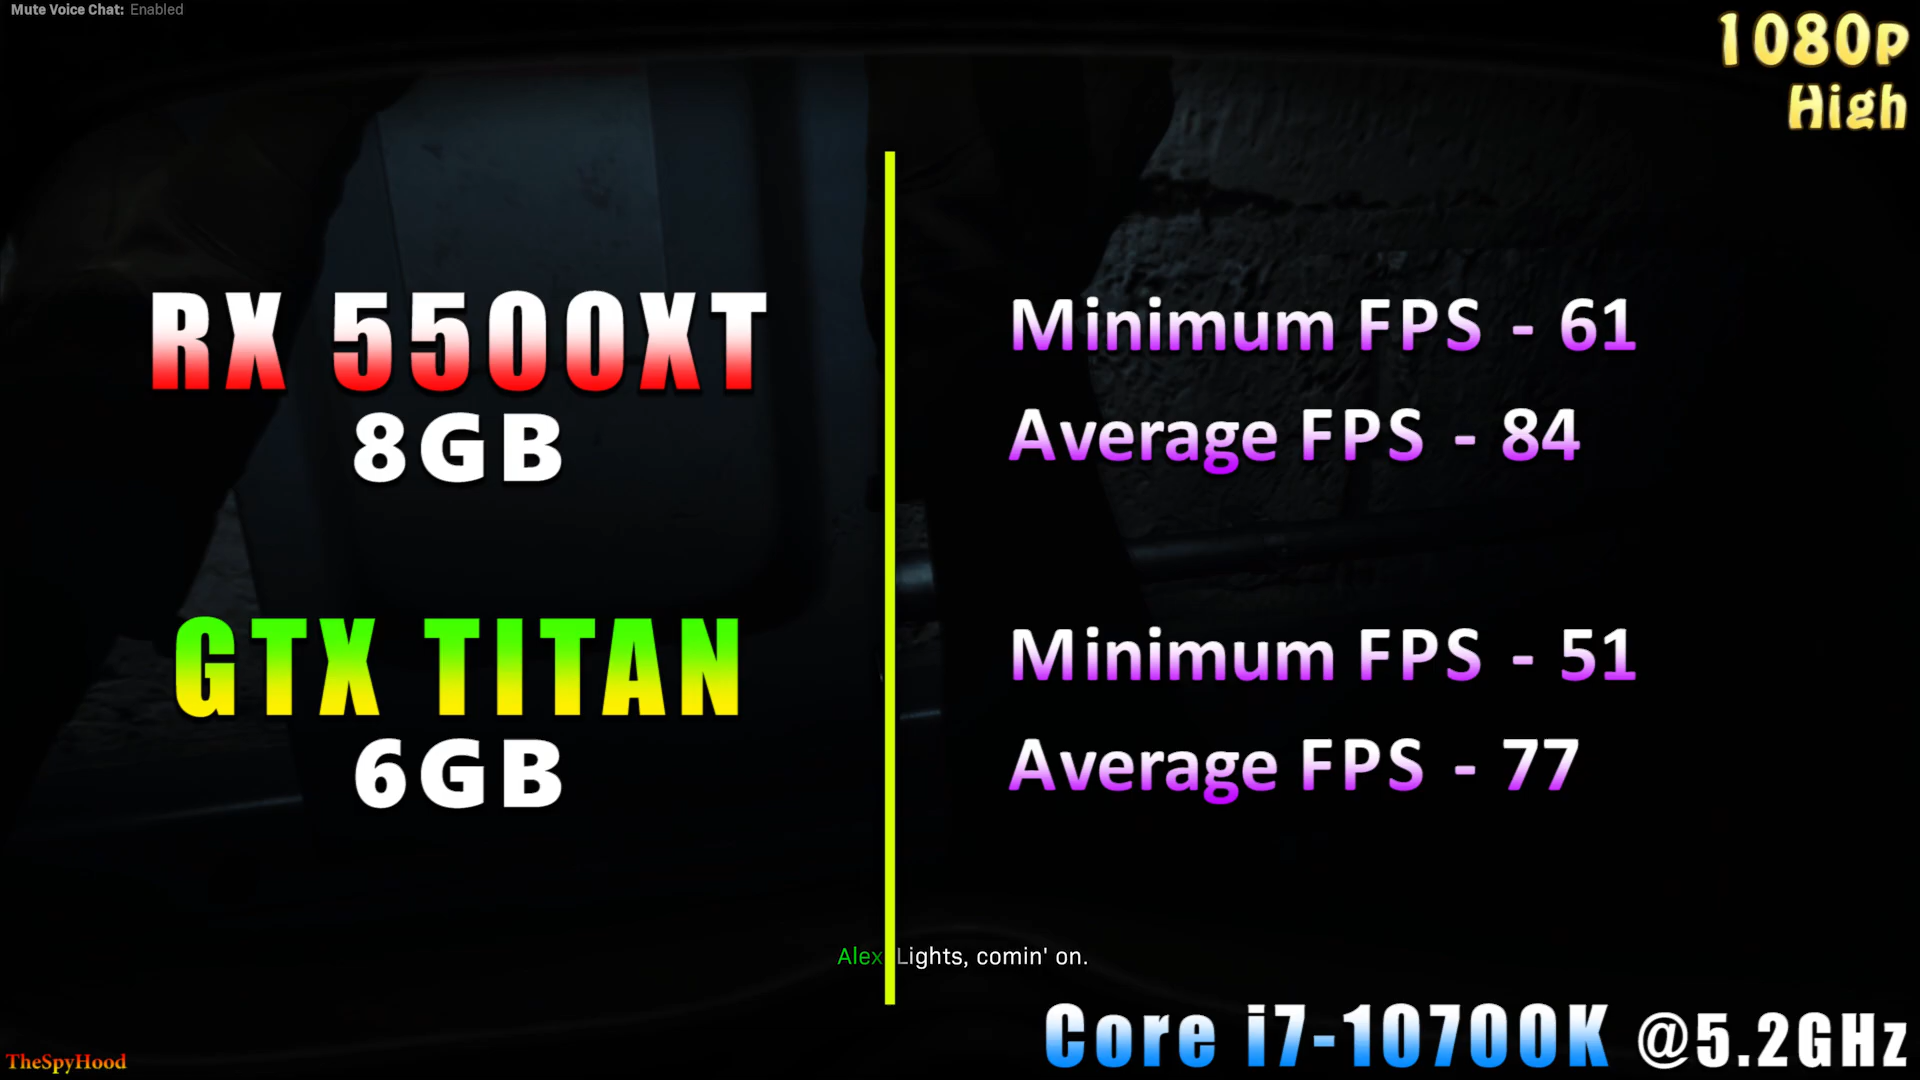 Mute Voice Chat: Enabled
1080p
High
RX 5500XT
8GB
Minimum FPS - 61
Average FPS - 84
GTX TITAN
6GB
Minimum FPS - 51
Average FPS - 77
Alex Lights, comin' on.
Core i7-10700K @5.2GHz
TheSpyHood